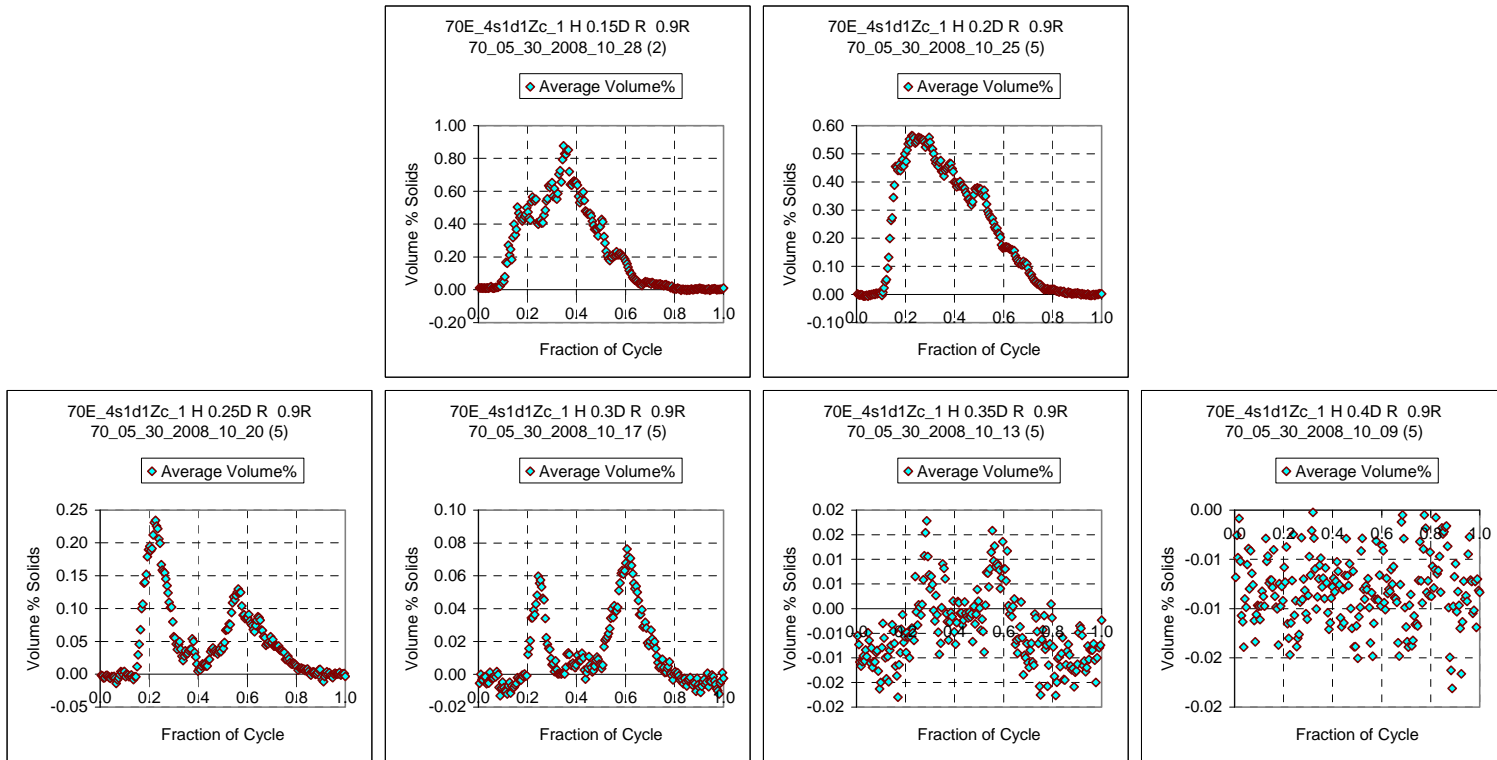 70E_4s1d1Zc_1 H 0.15D R 0.9R
70_05_30_2008_10_28 (2)
Average Volume%
1.00
0.80
0.60
0.40
0.20
0.00
-0.20
0.0 0.2 0.4 0.6 0.8 1.0
Volume % Solids
Fraction of Cycle
70E_4s1d1Zc_1 H 0.2D R 0.9R
70_05_30_2008_10_25 (5)
Average Volume%
0.60
0.50
0.40
0.30
0.20
0.10
0.00
-0.10
0.0 0.2 0.4 0.6 0.8 1.0
Volume % Solids
Fraction of Cycle
70E_4s1d1Zc_1 H 0.25D R 0.9R
70_05_30_2008_10_20 (5)
Average Volume%
0.25
0.20
0.15
0.10
0.05
0.00
-0.05
0.0 0.2 0.4 0.6 0.8 1.0
Volume % Solids
Fraction of Cycle
70E_4s1d1Zc_1 H 0.3D R 0.9R
70_05_30_2008_10_17 (5)
Average Volume%
0.10
0.08
0.06
0.04
0.02
0.00
-0.02
0.0 0.2 0.4 0.6 0.8 1.0
Volume % Solids
Fraction of Cycle
70E_4s1d1Zc_1 H 0.35D R 0.9R
70_05_30_2008_10_13 (5)
Average Volume%
0.02
0.02
0.01
0.01
0.00
-0.01
-0.01
-0.02
-0.02
0.0 0.2 0.4 0.6 0.8 1.0
Volume % Solids
Fraction of Cycle
70E_4s1d1Zc_1 H 0.4D R 0.9R
70_05_30_2008_10_09 (5)
Average Volume%
0.00
-0.01
-0.01
-0.02
-0.02
0.0 0.2 0.4 0.6 0.8 1.0
Volume % Solids
Fraction of Cycle